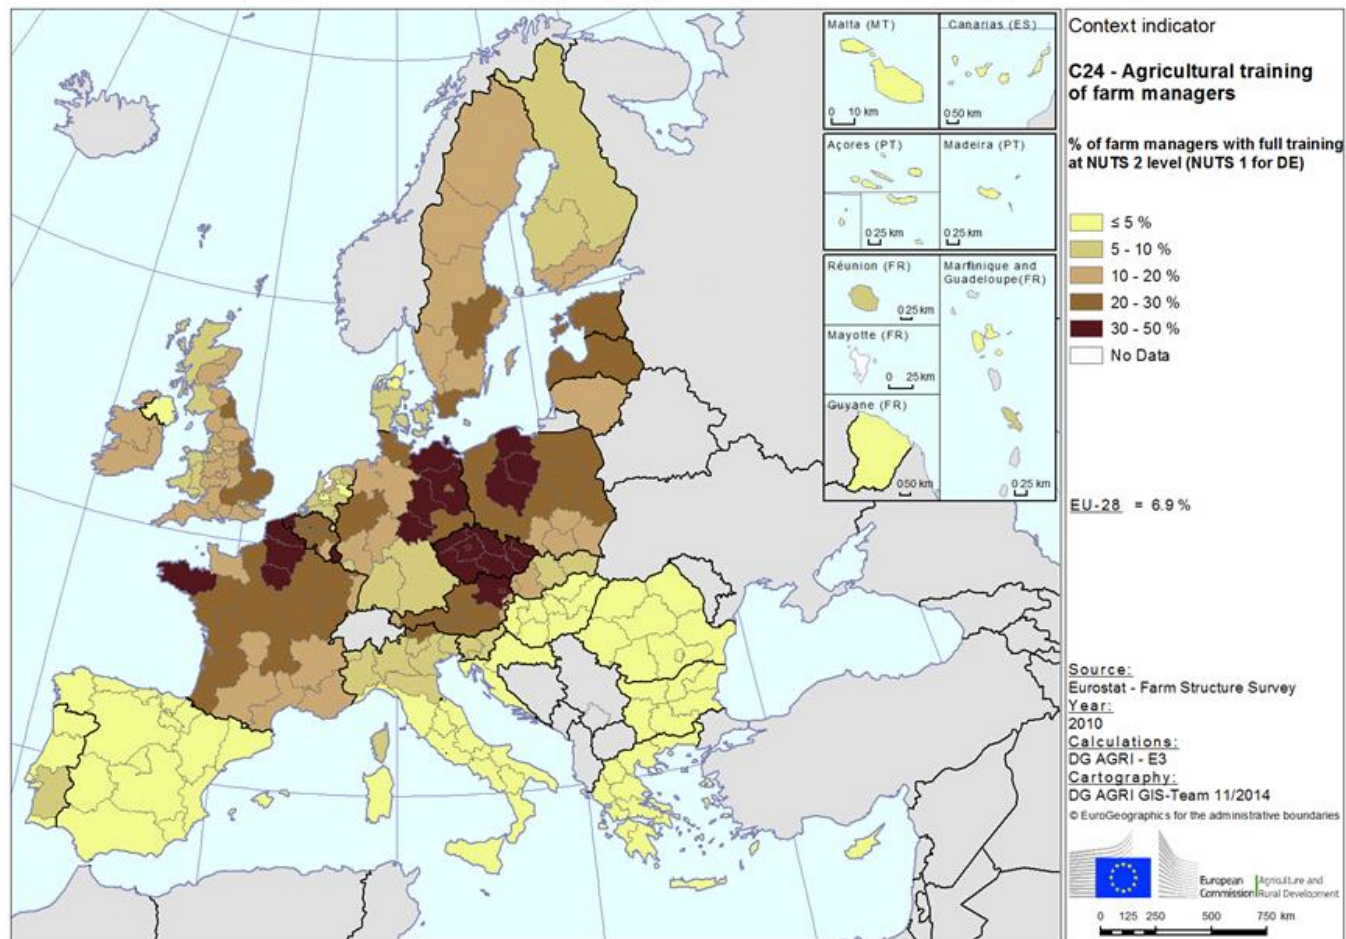 Malta (MT)
0 10 km
Canarias (ES)
0 50 km
Açores (PT)
0 25 km
0 25 km
Madeira (PT)
0 25 km
Réunion (FR)
0 25 km
Martinique and
Guadeloupe(FR)
0 25 km
Mayotte (FR)
0 25 km
Guyane (FR)
0 50 km
Context indicator
C24 - Agricultural training
of farm managers
% of farm managers with full training
at NUTS 2 level (NUTS 1 for DE)
≤ 5 %
5 - 10 %
10 - 20 %
20 - 30 %
30 - 50 %
No Data
EU-28 = 6.9 %
Source:
Eurostat - Farm Structure Survey
Year:
2010
Calculations:
DG AGRI - E3
Cartography:
DG AGRI GIS-Team 11/2014
© EuroGeographics for the administrative boundaries
European
Commission
Agriculture and
Rural Development
0 125 250 500 750 km